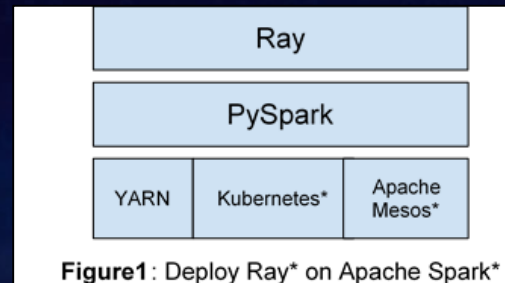 Ray
PySpark
YARN
Kubernetes*
Apache
Mesos*
Figure1: Deploy Ray* on Apache Spark*